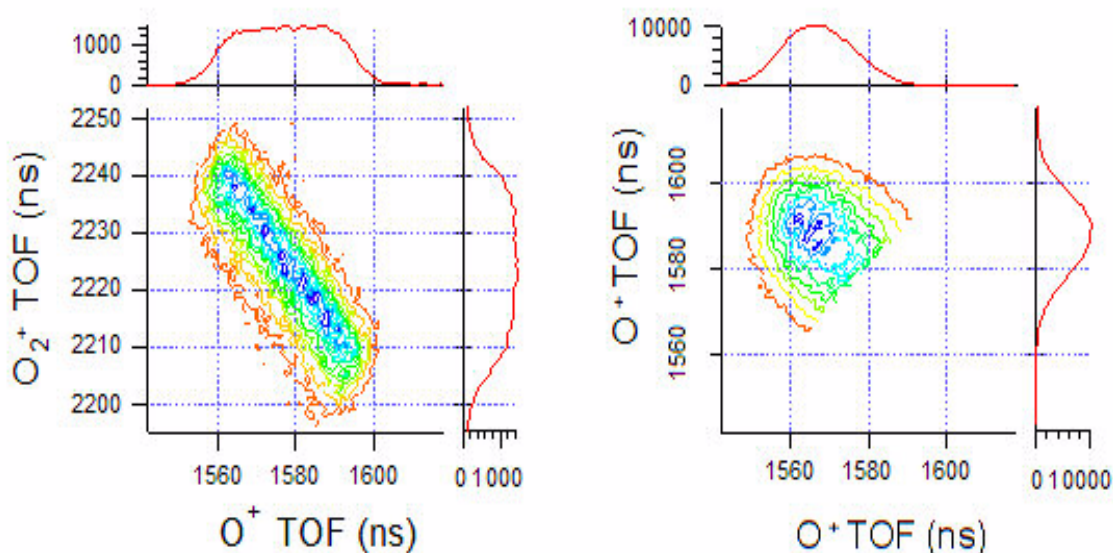 1000
0
2250
2240
2230
2220
2210
2200
O₂⁺ TOF (ns)
1560 1580 1600
0 1000
O⁺ TOF (ns)
10000
0
1600
1580
1560
O⁺ TOF (ns)
1560 1580 1600
0 10000
O⁺ TOF (ns)